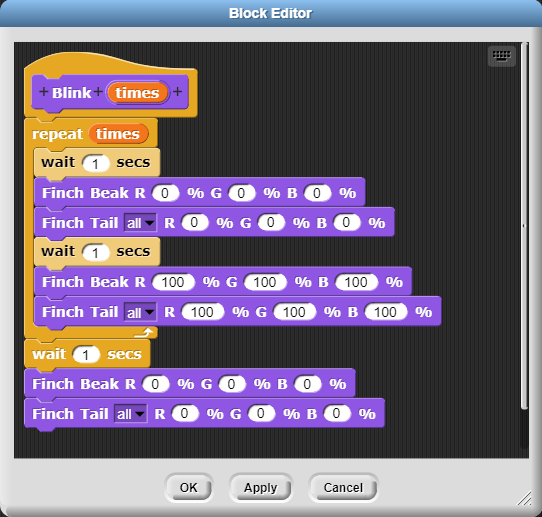 Block Editor
+ Blink + times +
repeat times
wait 1 secs
Finch Beak R 0 % G 0 % B 0 %
Finch Tail all R 0 % G 0 % B 0 %
wait 1 secs
Finch Beak R 100 % G 100 % B 100 %
Finch Tail all R 100 % G 100 % B 100 %
wait 1 secs
Finch Beak R 0 % G 0 % B 0 %
Finch Tail all R 0 % G 0 % B 0 %
OK Apply Cancel